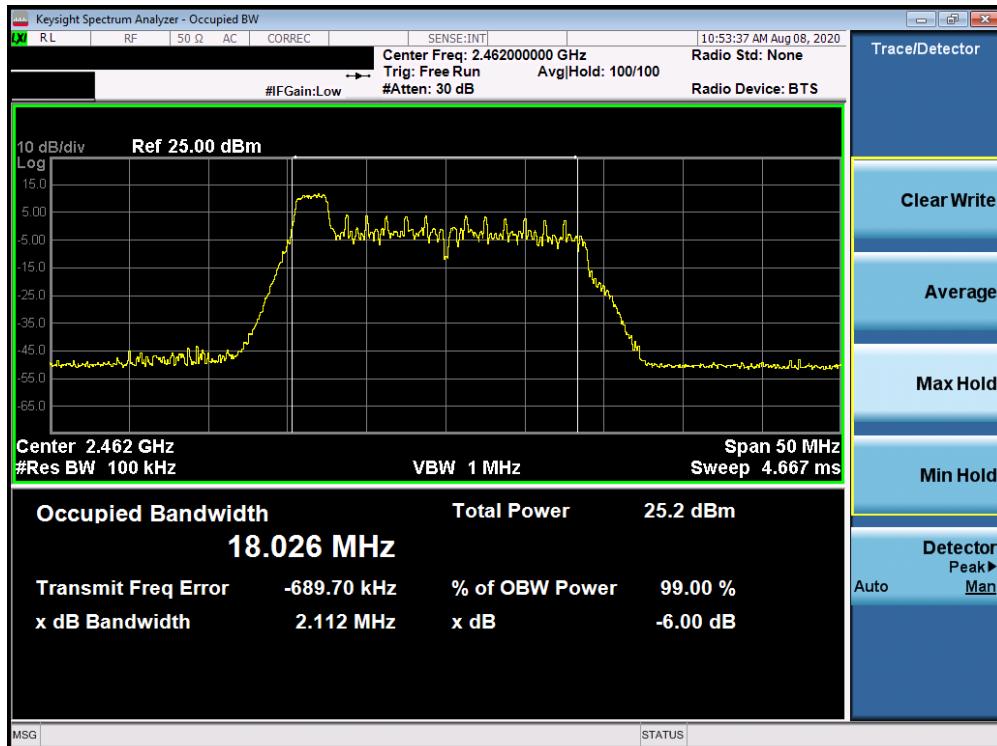 Keysight Spectrum Analyzer - Occupied BW
LXI RL RF 50 Ω AC CORREC SENSE:INT 10:53:37 AM Aug 08, 2020
Center Freq: 2.462000000 GHz Radio Std: None
Trig: Free Run Avg|Hold: 100/100
#IFGain:Low #Atten: 30 dB Radio Device: BTS
10 dB/div Ref 25.00 dBm
Log
15.0
5.00
-5.00
-15.0
-25.0
-35.0
-45.0
-55.0
-65.0
Center 2.462 GHz Span 50 MHz
#Res BW 100 kHz VBW 1 MHz Sweep 4.667 ms
Occupied Bandwidth Total Power 25.2 dBm
18.026 MHz
Transmit Freq Error -689.70 kHz % of OBW Power 99.00 %
x dB Bandwidth 2.112 MHz x dB -6.00 dB
MSG STATUS
Trace/Detector
Clear Write
Average
Max Hold
Min Hold
Detector
Peak▶
Auto Man